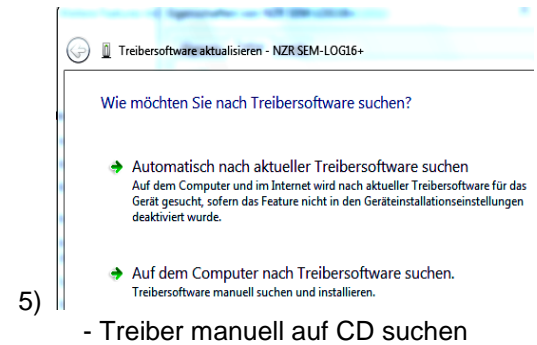 Treibersoftware aktualisieren - NZR SEM-LOG16+
Wie möchten Sie nach Treibersoftware suchen?
Automatisch nach aktueller Treibersoftware suchen
Auf dem Computer und im Internet wird nach aktueller Treibersoftware für das
Gerät gesucht, sofern das Feature nicht in den Geräteinstallationseinstellungen
deaktiviert wurde.
Auf dem Computer nach Treibersoftware suchen.
Treibersoftware manuell suchen und installieren.
5)
- Treiber manuell auf CD suchen